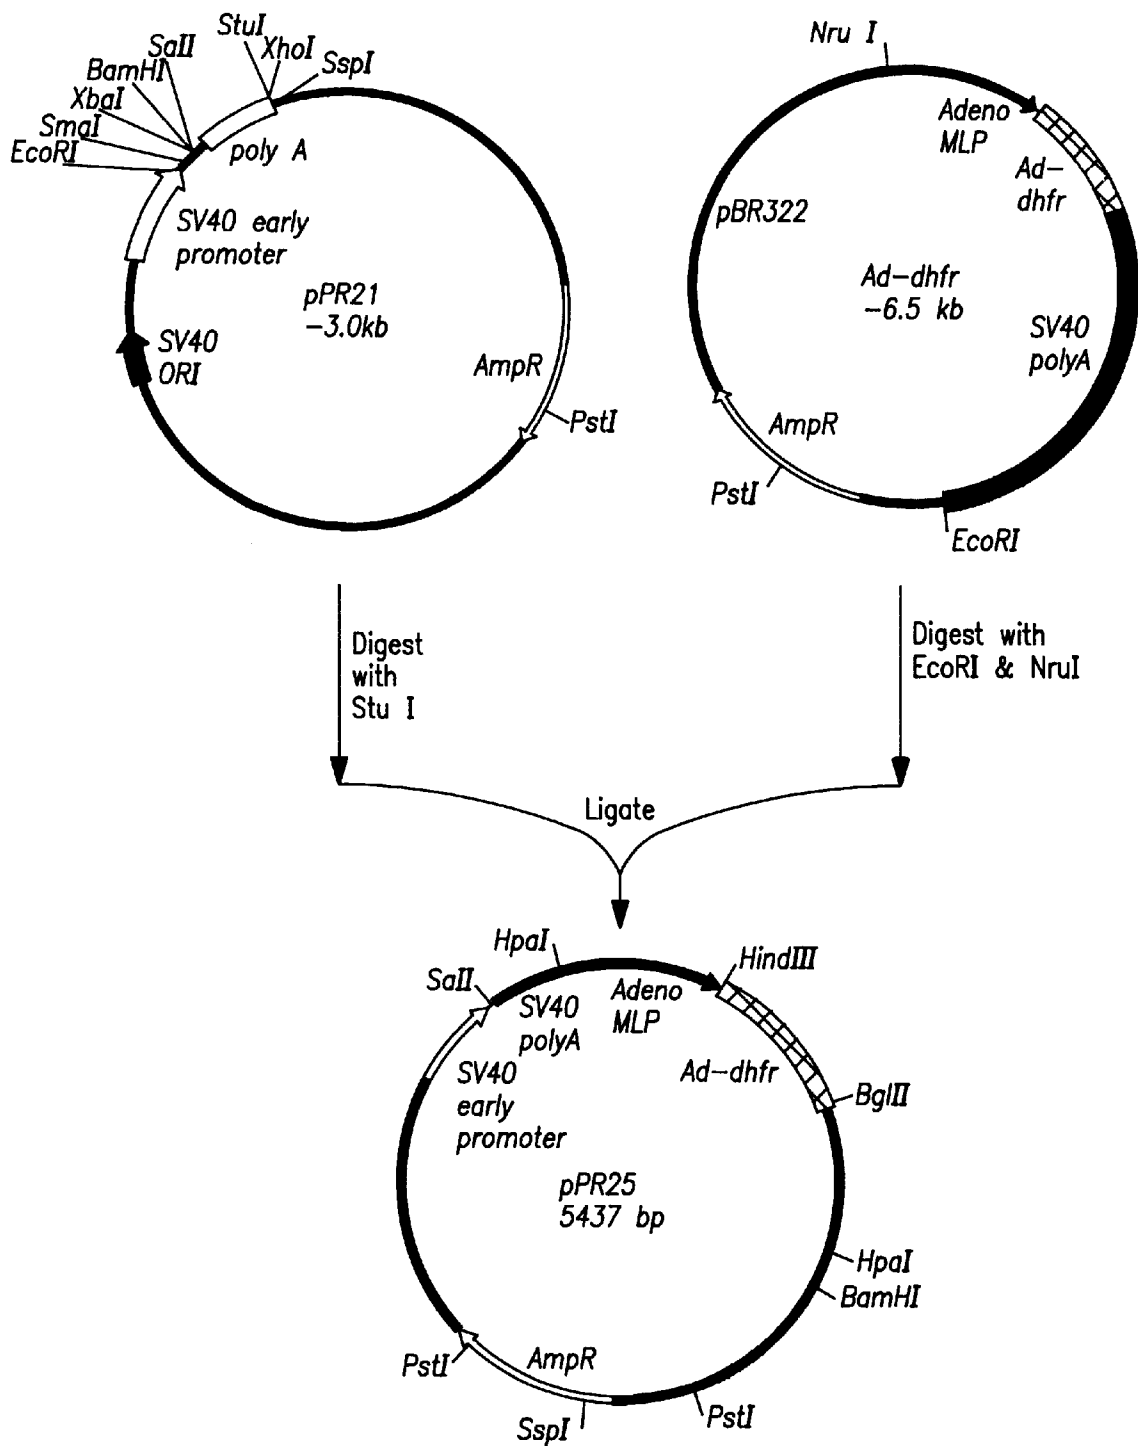 StuI
XhoI
SalI
SspI
BamHI
XbaI
SmaI
EcoRI
poly A
SV40 early
promoter
pPR21
~3.0kb
SV40
ORI
AmpR
PstI
Nru I
Adeno
MLP
Ad-
dhfr
pBR322
Ad-dhfr
~6.5 kb
SV40
polyA
AmpR
PstI
EcoRI
Digest
with
Stu I
Digest with
EcoRI & NruI
Ligate
HpaI
HindIII
SalI
SV40
polyA
Adeno
MLP
Ad-dhfr
SV40
early
promoter
BglII
pPR25
5437 bp
HpaI
BamHI
PstI
AmpR
SspI
PstI